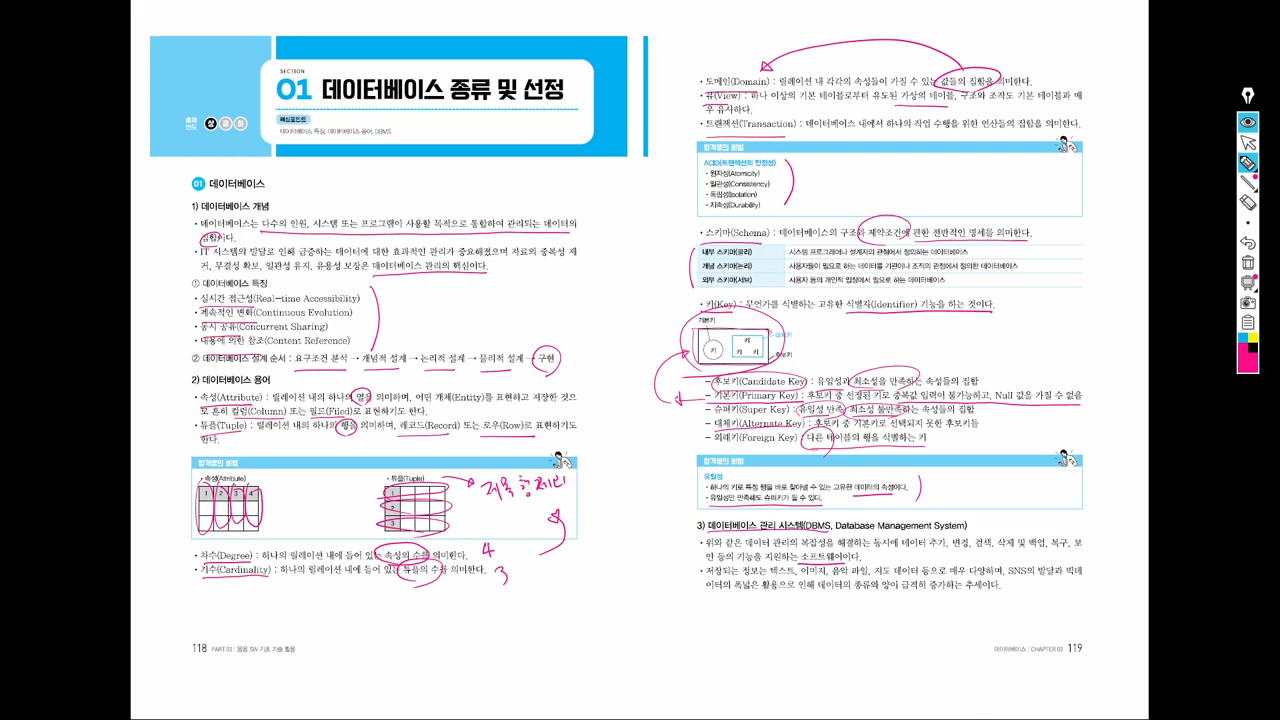 SECTION
01 데이터베이스 종류 및 선정
출제
빈도
상 중 하
핵심포인트
데이터베이스 특징, 데이터베이스 용어, DBMS
01 데이터베이스
1) 데이터베이스 개념
• 데이터베이스는 다수의 인원, 시스템 또는 프로그램이 사용할 목적으로 통합하여 관리되는 데이터의
집합이다.
• IT 시스템의 발달로 인해 급증하는 데이터에 대한 효과적인 관리가 중요해졌으며 자료의 중복성 제
거, 무결성 확보, 일관성 유지, 유용성 보장은 데이터베이스 관리의 핵심이다.
① 데이터베이스 특징
• 실시간 접근성(Real-time Accessibility)
• 계속적인 변화(Continuous Evolution)
• 동시 공유(Concurrent Sharing)
• 내용에 의한 참조(Content Reference)
② 데이터베이스 설계 순서 : 요구조건 분석 → 개념적 설계 → 논리적 설계 → 물리적 설계 → 구현
2) 데이터베이스 용어
• 속성(Attribute) : 릴레이션 내의 하나의 열을 의미하며, 어떤 개체(Entity)를 표현하고 저장한 것으
로 흔히 컬럼(Column) 또는 필드(Filed)로 표현하기도 한다.
• 튜플(Tuple) : 릴레이션 내의 하나의 행을 의미하며, 레코드(Record) 또는 로우(Row)로 표현하기도
한다.
합격생의 비법
• 속성(Attribute)
1 2 3 4
• 튜플(Tuple)
1
2
3
제목 행 제외
• 차수(Degree) : 하나의 릴레이션 내에 들어 있는 속성의 수를 의미한다. 4
• 기수(Cardinality) : 하나의 릴레이션 내에 들어 있는 튜플의 수를 의미한다. 3
118 PART 03 : 응용 SW 기초 기술 활용
• 도메인(Domain) : 릴레이션 내 각각의 속성들이 가질 수 있는 값들의 집합을 의미한다.
• 뷰(View) : 하나 이상의 기본 테이블로부터 유도된 가상의 테이블, 구조와 조작도 기본 테이블과 매
우 유사하다.
• 트랜잭션(Transaction) : 데이터베이스 내에서 하나의 작업 수행을 위한 연산들의 집합을 의미한다.
합격생의 비법
ACID(트랜잭션의 안정성)
• 원자성(Atomicity)
• 일관성(Consistency)
• 독립성(Isolation)
• 지속성(Durability)
• 스키마(Schema) : 데이터베이스의 구조와 제약조건에 관한 전반적인 명세를 의미한다.
내부 스키마(물리) 시스템 프로그래머나 설계자의 관점에서 정의하는 데이터베이스
개념 스키마(논리) 사용자들이 필요로 하는 데이터를 기관이나 조직의 관점에서 정의한 데이터베이스
외부 스키마(서브) 사용자 등의 개인적 입장에서 필요로 하는 데이터베이스
• 키(Key) : 무언가를 식별하는 고유한 식별자(Identifier) 기능을 하는 것이다.
기본키
대체키
키
키
키 키
후보키
– 후보키(Candidate Key) : 유일성과 최소성을 만족하는 속성들의 집합
– 기본키(Primary Key) : 후보키 중 선정된 키로 중복값 입력이 불가능하고, Null 값을 가질 수 없음
– 슈퍼키(Super Key) : 유일성 만족, 최소성 불만족하는 속성들의 집합
– 대체키(Alternate Key) : 후보키 중 기본키로 선택되지 못한 후보키들
– 외래키(Foreign Key) : 다른 테이블의 행을 식별하는 키
합격생의 비법
유일성
• 하나의 키로 특정 행을 바로 찾아낼 수 있는 고유한 데이터의 속성이다.
• 유일성만 만족해도 슈퍼키가 될 수 있다.
3) 데이터베이스 관리 시스템(DBMS, Database Management System)
• 위와 같은 데이터 관리의 복잡성을 해결하는 동시에 데이터 추가, 변경, 검색, 삭제 및 백업, 복구, 보
안 등의 기능을 지원하는 소프트웨어이다.
• 저장되는 정보는 텍스트, 이미지, 음악 파일, 지도 데이터 등으로 매우 다양하며, SNS의 발달과 빅데
이터의 폭넓은 활용으로 인해 데이터의 종류와 양이 급격히 증가하는 추세이다.
데이터베이스 : CHAPTER 03 119